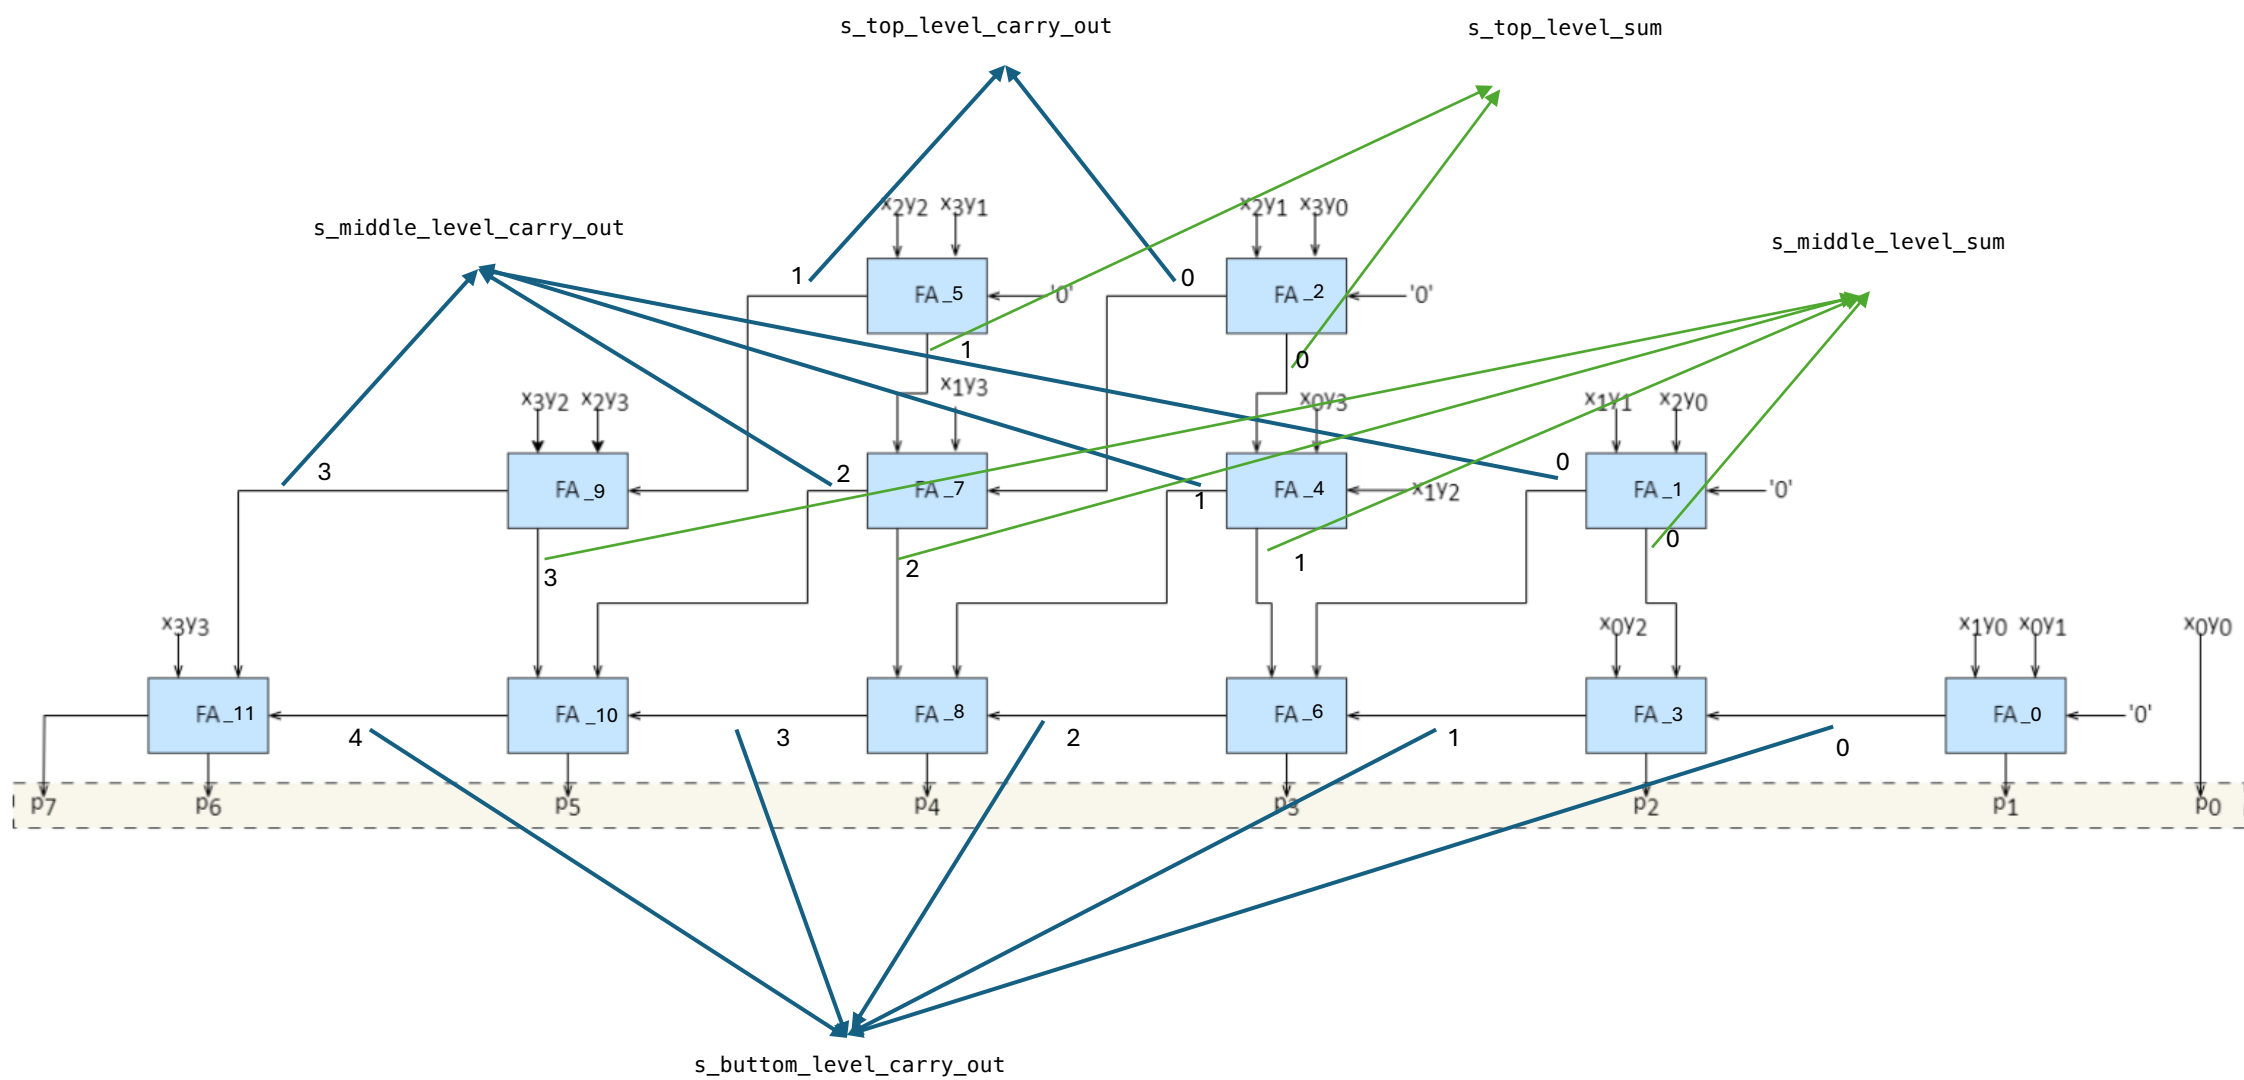 s_top_level_carry_out
s_top_level_sum
s_middle_level_carry_out
s_middle_level_sum
x2y2 x3y1
x2y1 x3y0
1
0
FA_5
'0'
FA_2
'0'
1
0
x3y2 x2y3
x1y3
x0y3
x1y1 x2y0
3
2
1
0
FA_9
FA_7
FA_4
x1y2
FA_1
'0'
3
2
1
0
x3y3
x0y2
x1y0 x0y1
x0y0
FA_11
FA_10
FA_8
FA_6
FA_3
FA_0
'0'
4
3
2
1
0
p7
p6
p5
p4
p3
p2
p1
p0
s_buttom_level_carry_out